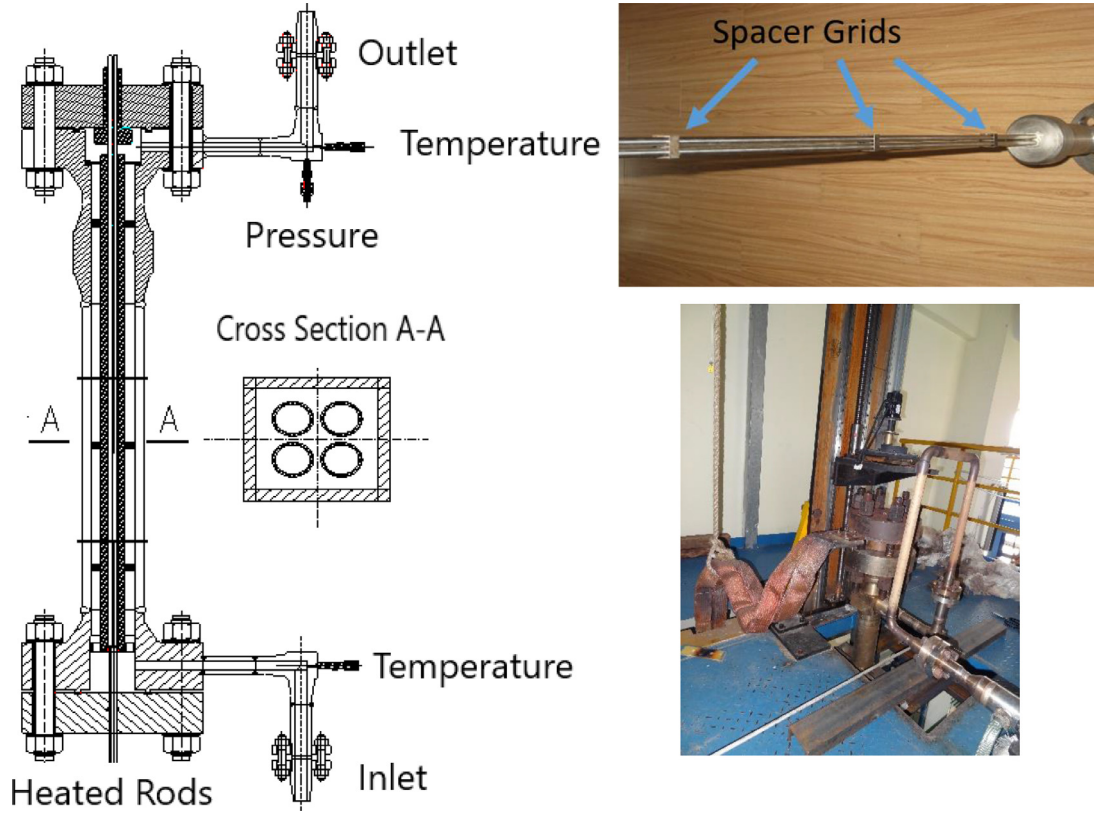 Outlet
Temperature
Pressure
Cross Section A-A
A
A
Temperature
Inlet
Heated Rods
Spacer Grids